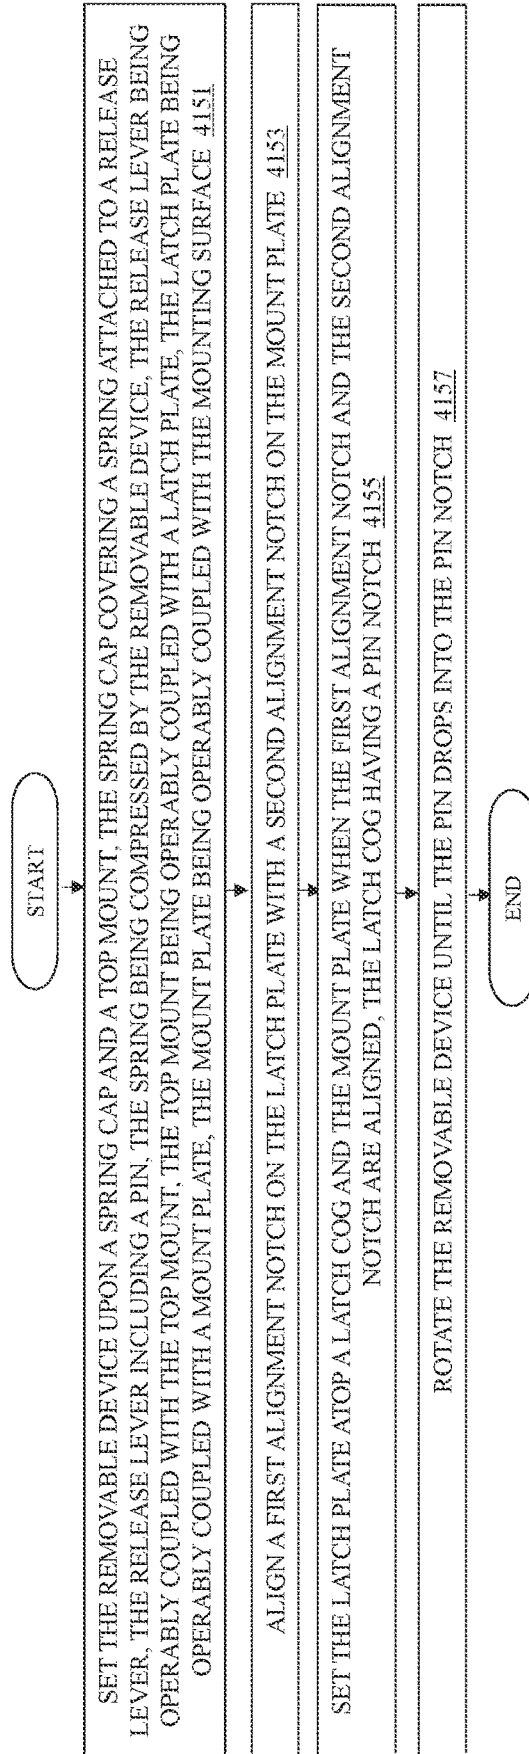 START
SET THE REMOVABLE DEVICE UPON A SPRING CAP AND A TOP MOUNT, THE SPRING CAP COVERING A SPRING ATTACHED TO A RELEASE
LEVER, THE RELEASE LEVER INCLUDING A PIN, THE SPRING BEING COMPRESSED BY THE REMOVABLE DEVICE, THE RELEASE LEVER BEING
OPERABLY COUPLED WITH THE TOP MOUNT, THE TOP MOUNT BEING OPERABLY COUPLED WITH A LATCH PLATE, THE LATCH PLATE BEING
OPERABLY COUPLED WITH A MOUNT PLATE, THE MOUNT PLATE BEING OPERABLY COUPLED WITH THE MOUNTING SURFACE 4151
ALIGN A FIRST ALIGNMENT NOTCH ON THE LATCH PLATE WITH A SECOND ALIGNMENT NOTCH ON THE MOUNT PLATE 4153
SET THE LATCH PLATE ATOP A LATCH COG AND THE MOUNT PLATE WHEN THE FIRST ALIGNMENT NOTCH AND THE SECOND ALIGNMENT
NOTCH ARE ALIGNED, THE LATCH COG HAVING A PIN NOTCH 4155
ROTATE THE REMOVABLE DEVICE UNTIL THE PIN DROPS INTO THE PIN NOTCH 4157
END